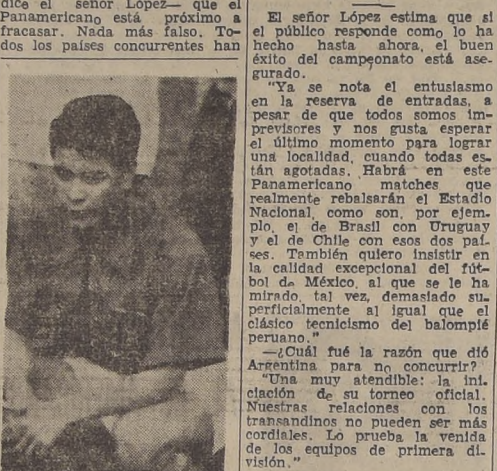 dice el señor López— que el
Panamericano está próximo a
fracasar. Nada más falso. To-
dos los países concurrentes han
El señor López estima que si
el público responde como lo ha
hecho hasta ahora, el buen
éxito del campeonato está ase-
gurado.
"Ya se nota el entusiasmo
en la reserva de entradas, a
pesar de que todos somos im-
previsores y nos gusta esperar
el último momento para lograr
una localidad, cuando todas es-
tán agotadas. Habrá en este
Panamericano matches que
realmente rebalsarán el Estadio
Nacional, como son, por ejem-
plo, el de Brasil con Uruguay
y el de Chile con esos dos paí-
ses. También quiero insistir en
la calidad excepcional del fút-
bol de México, al que se le ha
mirado, tal vez, demasiado su-
perficialmente al igual que el
clásico tecnicismo del balompié
peruano."
—¿Cuál fué la razón que dió
Argentina para no concurrir?
"Una muy atendible: la ini-
ciación de su torneo oficial.
Nuestras relaciones con los
transandinos no pueden ser más
cordiales. Lo prueba la venida
de los equipos de primera di-
visión."